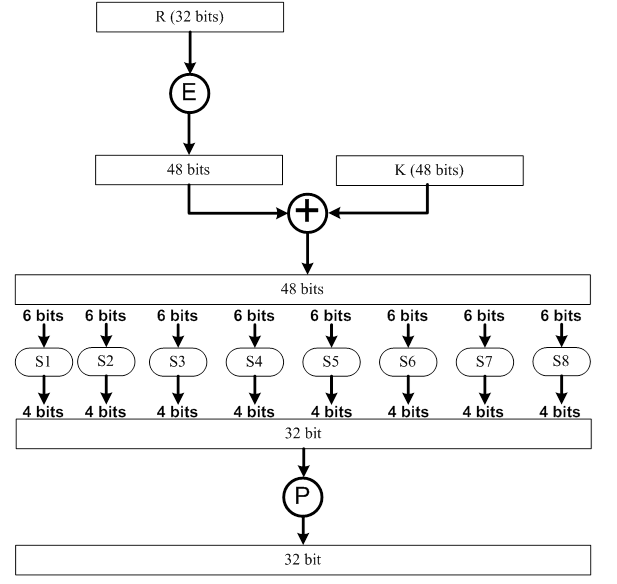 R (32 bits)
E
48 bits
K (48 bits)
+
48 bits
6 bits 6 bits 6 bits 6 bits 6 bits 6 bits 6 bits 6 bits
S1 S2 S3 S4 S5 S6 S7 S8
4 bits 4 bits 4 bits 4 bits 4 bits 4 bits 4 bits 4 bits
32 bit
P
32 bit